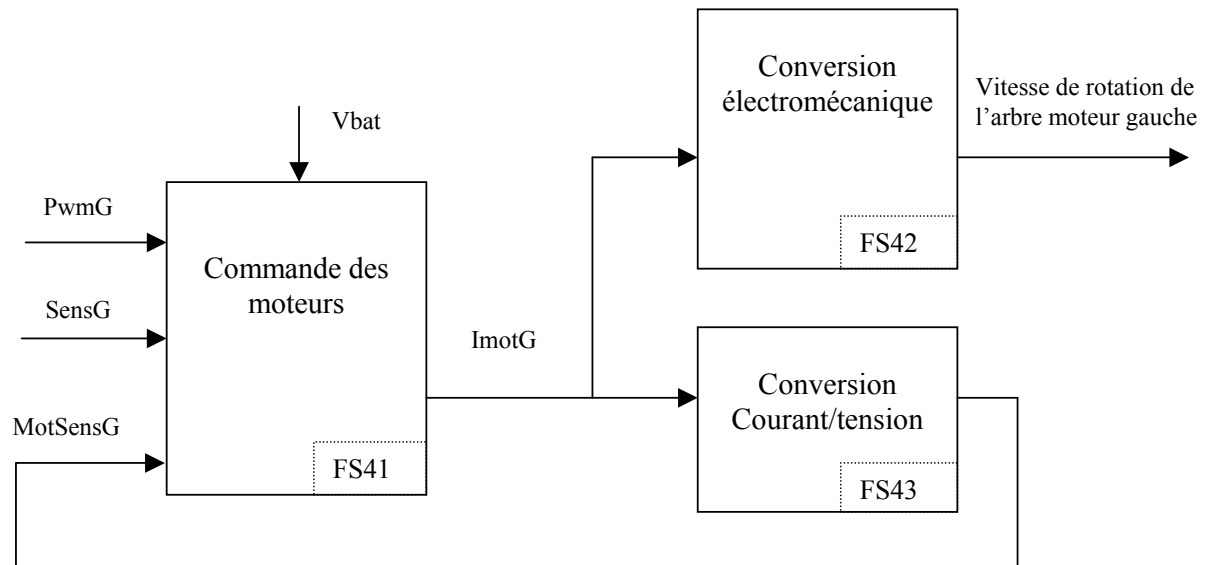 Conversion
électromécanique
FS42
Vitesse de rotation de
l’arbre moteur gauche
Vbat
PwmG
SensG
MotSensG
Commande des
moteurs
FS41
ImotG
Conversion
Courant/tension
FS43